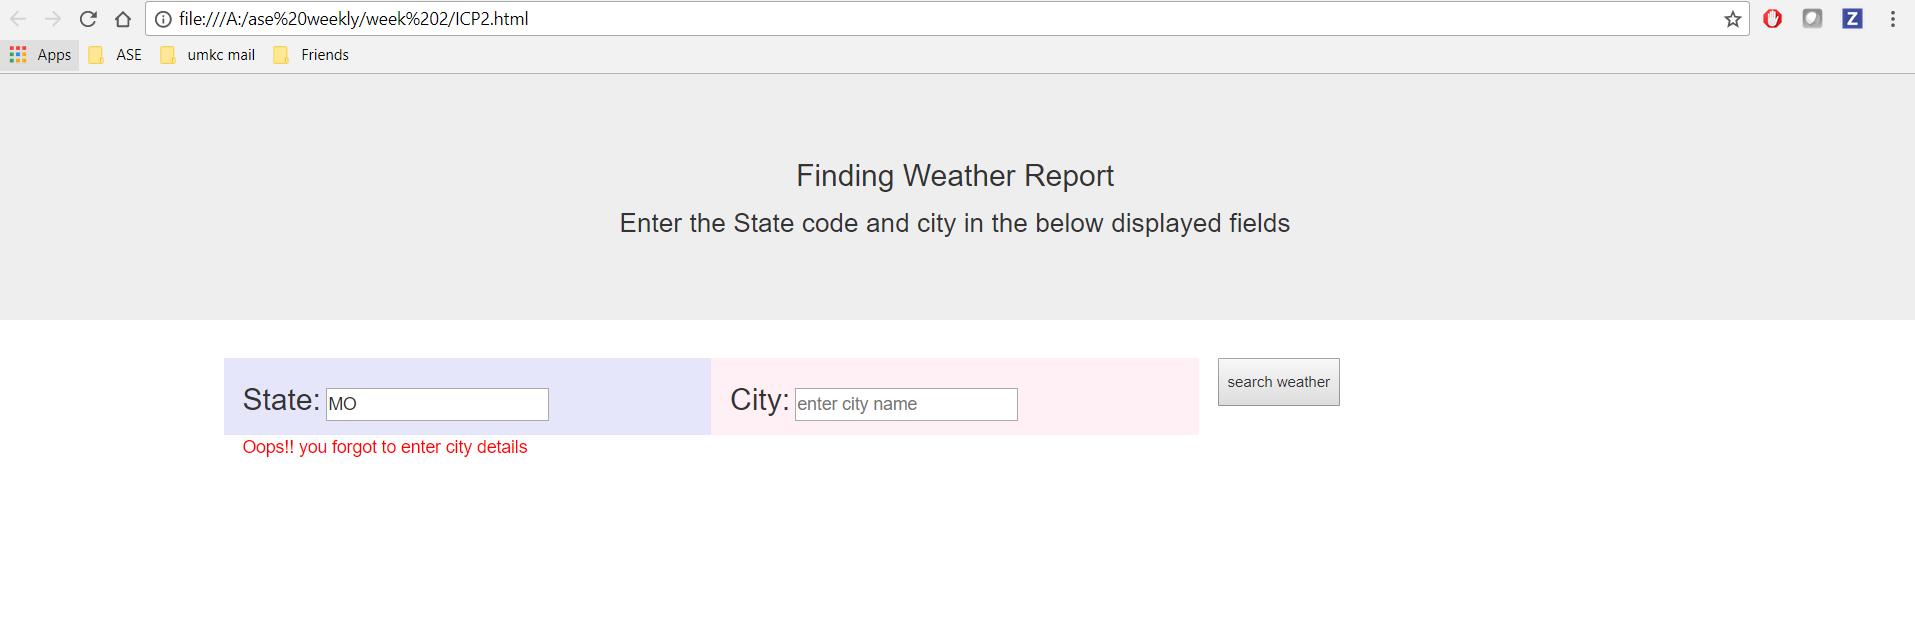 file:///A:/ase%20weekly/week%202/ICP2.html
Z
Apps ASE umkc mail Friends
Finding Weather Report
Enter the State code and city in the below displayed fields
State: MO City: enter city name search weather
Oops!! you forgot to enter city details